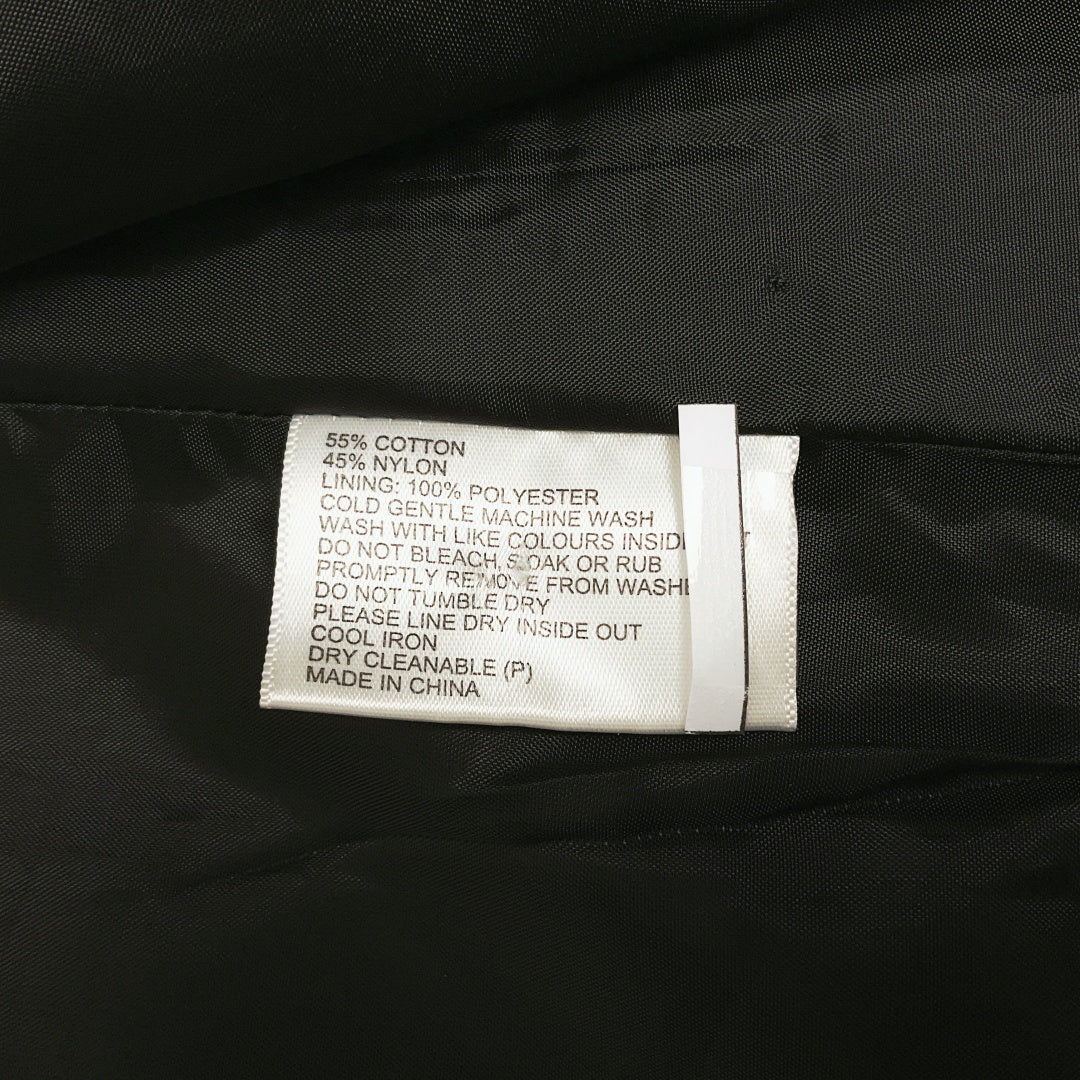 55% COTTON
45% NYLON
LINING: 100% POLYESTER
COLD GENTLE MACHINE WASH
WASH WITH LIKE COLOURS
DO NOT BLEACH, SOAK OR RUB
PROMPTLY REMOVE FROM
DO NOT TUMBLE DRY
PLEASE LINE DRY INSIDE OUT
COOL IRON
DRY CLEANABLE (P)
MADE IN CHINA